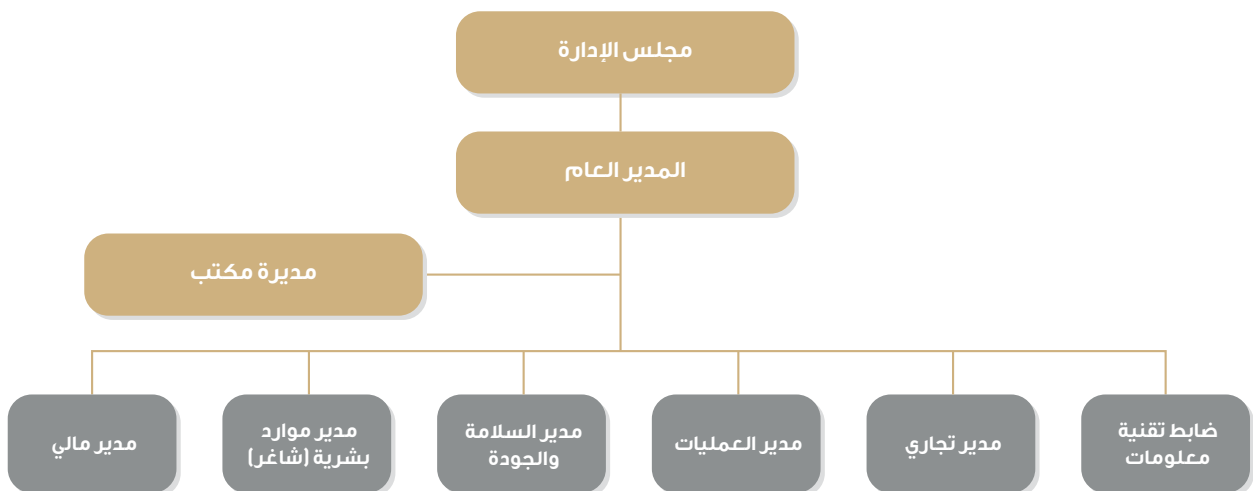 مجلس الإدارة
المدير العام
مديرة مكتب
ضابط تقنية
معلومات
مدير تجاري
مدير العمليات
مدير السلامة
والجودة
مدير موارد
بشرية (شاغر)
مدير مالي